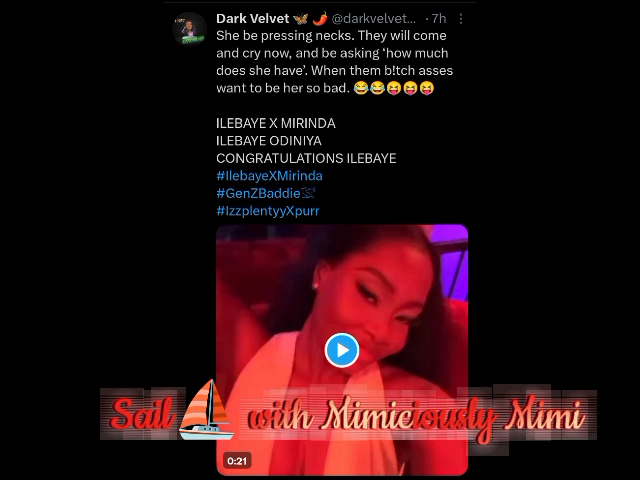 Dark Velvet 🦋 🌶️ @darkvelvet... · 7h
She be pressing necks. They will come
and cry now, and be asking ‘how much
does she have’. When them b!tch asses
want to be her so bad. 😂😂😝😝😝
ILEBAYE X MIRINDA
ILEBAYE ODINIYA
CONGRATULATIONS ILEBAYE
#IlebayeXMirinda
#GenZBaddie
#IzzplentyyXpurr
Sail with Mimiciously Mimi
0:21